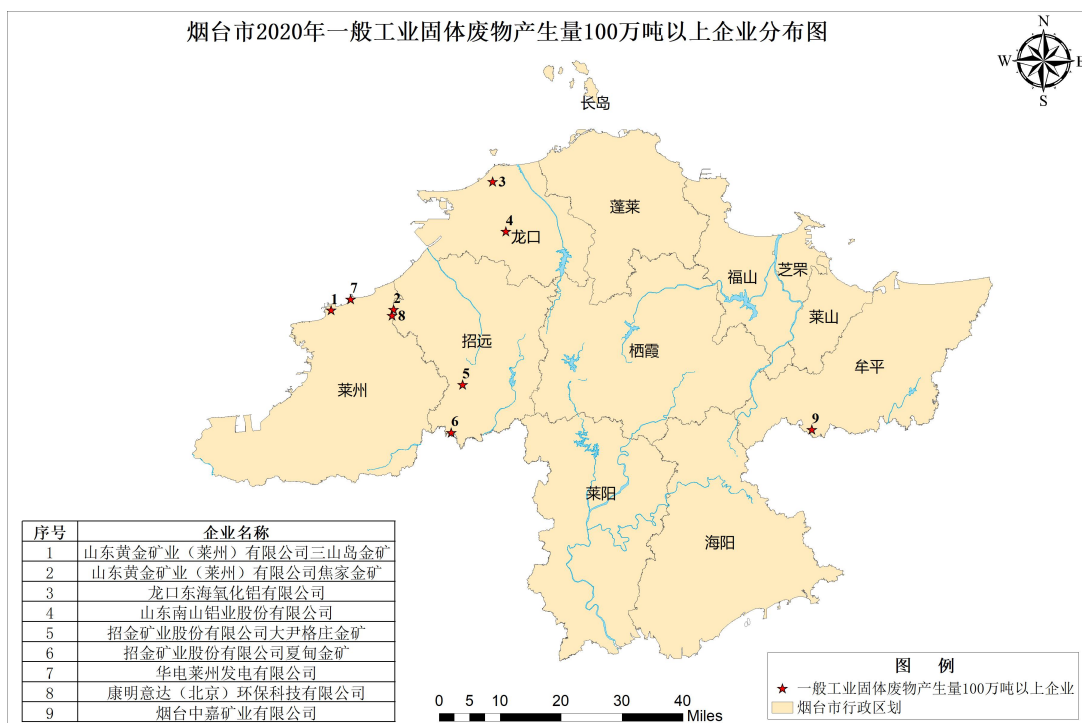 烟台市2020年一般工业固体废物产生量100万吨以上企业分布图
N
W E
S
长岛
3
蓬莱
4
龙口
福山
芝罘
1 7 2
8
莱山
招远
栖霞
牟平
5
莱州
6
9
莱阳
海阳
序号 企业名称
1 山东黄金矿业（莱州）有限公司三山岛金矿
2 山东黄金矿业（莱州）有限公司焦家金矿
3 龙口东海氧化铝有限公司
4 山东南山铝业股份有限公司
5 招金矿业股份有限公司大尹格庄金矿
6 招金矿业股份有限公司夏甸金矿
7 华电莱州发电有限公司
8 康明意达（北京）环保科技有限公司
9 烟台中嘉矿业有限公司
图 例
一般工业固体废物产生量100万吨以上企业
烟台市行政区划
0 5 10 20 30 40
Miles